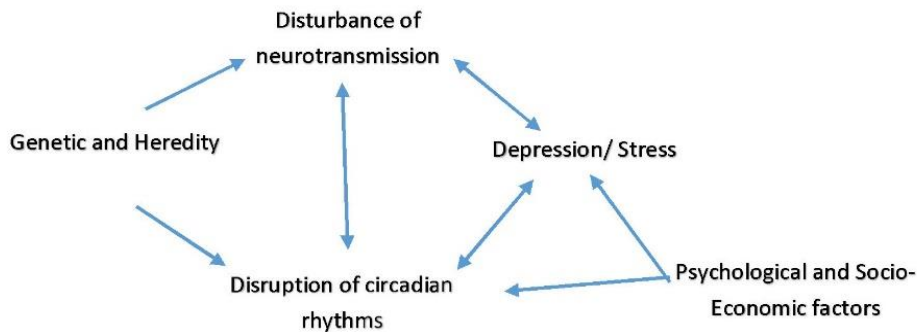 Disturbance of
neurotransmission
Genetic and Heredity
Depression/ Stress
Disruption of circadian
rhythms
Psychological and Socio-
Economic factors